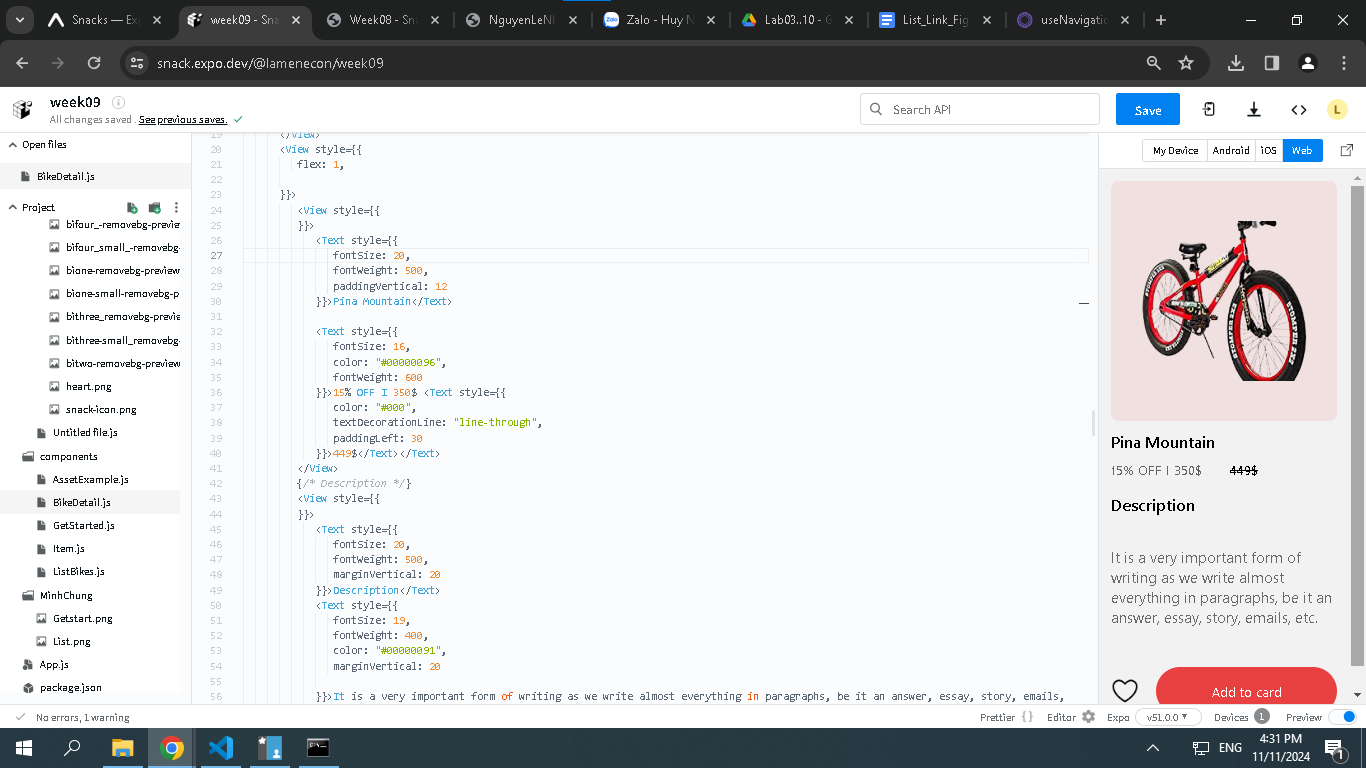 Snacks — Exp
week09 - Sna
Week08 - Sna
NguyenLeNh
Zalo - Huy N
Lab03..10 - G
List_Link_Fig
useNavigatio
snack.expo.dev/@lamenecon/week09
week09
All changes saved. See previous saves.
Search API
Save
L
Open files
BikeDetail.js
Project
bifour_-removebg-previe
bifour_small_-removebg-
bione-removebg-preview
bione-small-removebg-p
bithree_removebg-previe
bithree-small_removebg-
bitwo-removebg-preview
heart.png
snack-icon.png
Untitled file.js
components
AssetExample.js
BikeDetail.js
GetStarted.js
Item.js
ListBikes.js
MinhChung
Getstart.png
List.png
App.js
package.json
19 </View>
20 <View style={{
21 flex: 1,
22
23 }}>
24 <View style={{
25 }}>
26 <Text style={{
27 fontSize: 20,
28 fontWeight: 500,
29 paddingVertical: 12
30 }}>Pina Mountain</Text>
31
32 <Text style={{
33 fontSize: 16,
34 color: "#00000096",
35 fontWeight: 600
36 }}>15% OFF I 350$ <Text style={{
37 color: "#000",
38 textDecorationLine: "line-through",
39 paddingLeft: 30
40 }}>449$</Text></Text>
41 </View>
42 {/* Description */}
43 <View style={{
44 }}>
45 <Text style={{
46 fontSize: 20,
47 fontWeight: 500,
48 marginVertical: 20
49 }}>Description</Text>
50 <Text style={{
51 fontSize: 19,
52 fontWeight: 400,
53 color: "#00000091",
54 marginVertical: 20
55
56 }}>It is a very important form of writing as we write almost everything in paragraphs, be it an answer, essay, story, emails,
My Device
Android
iOS
Web
STOMPER
STOMPER
Pina Mountain
15% OFF I 350$ 449$
Description
It is a very important form of
writing as we write almost
everything in paragraphs, be it an
answer, essay, story, emails, etc.
Add to card
No errors, 1 warning
Prettier {}
Editor
Expo
v51.0.0
Devices 1
Preview
ENG
4:31 PM
11/11/2024
1